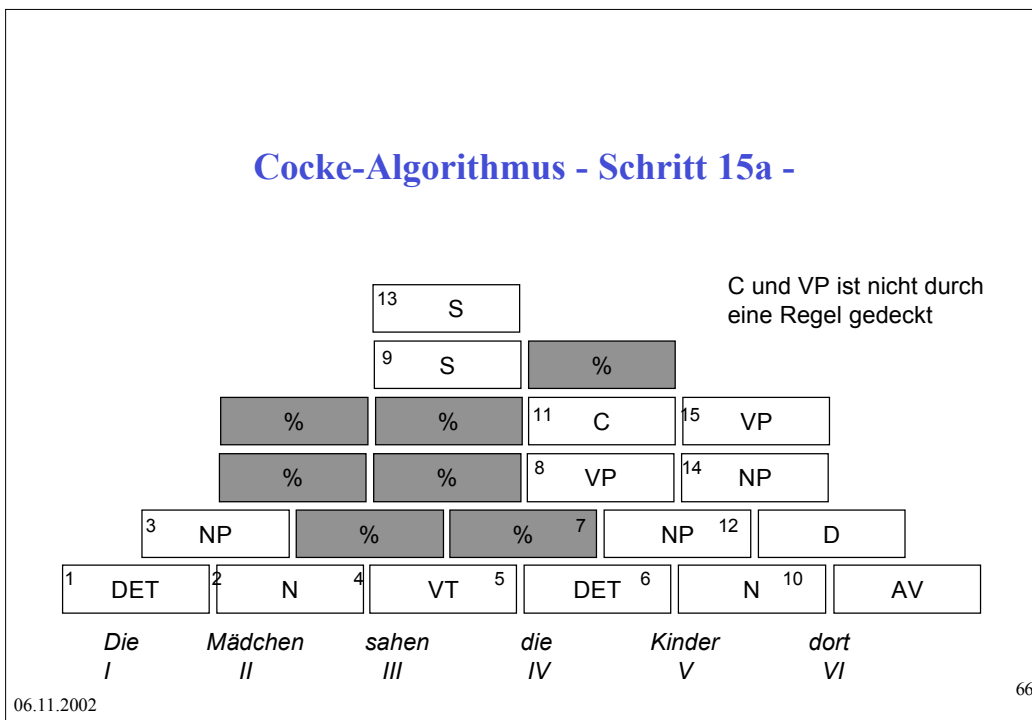 Cocke-Algorithmus - Schritt 15a -
C und VP ist nicht durch
eine Regel gedeckt
13 S
9 S %
% % 11 C 15 VP
% % 8 VP 14 NP
3 NP % % 7 NP 12 D
1 DET 2 N 4 VT 5 DET 6 N 10 AV
Die Mädchen sahen die Kinder dort
I II III IV V VI
06.11.2002
66